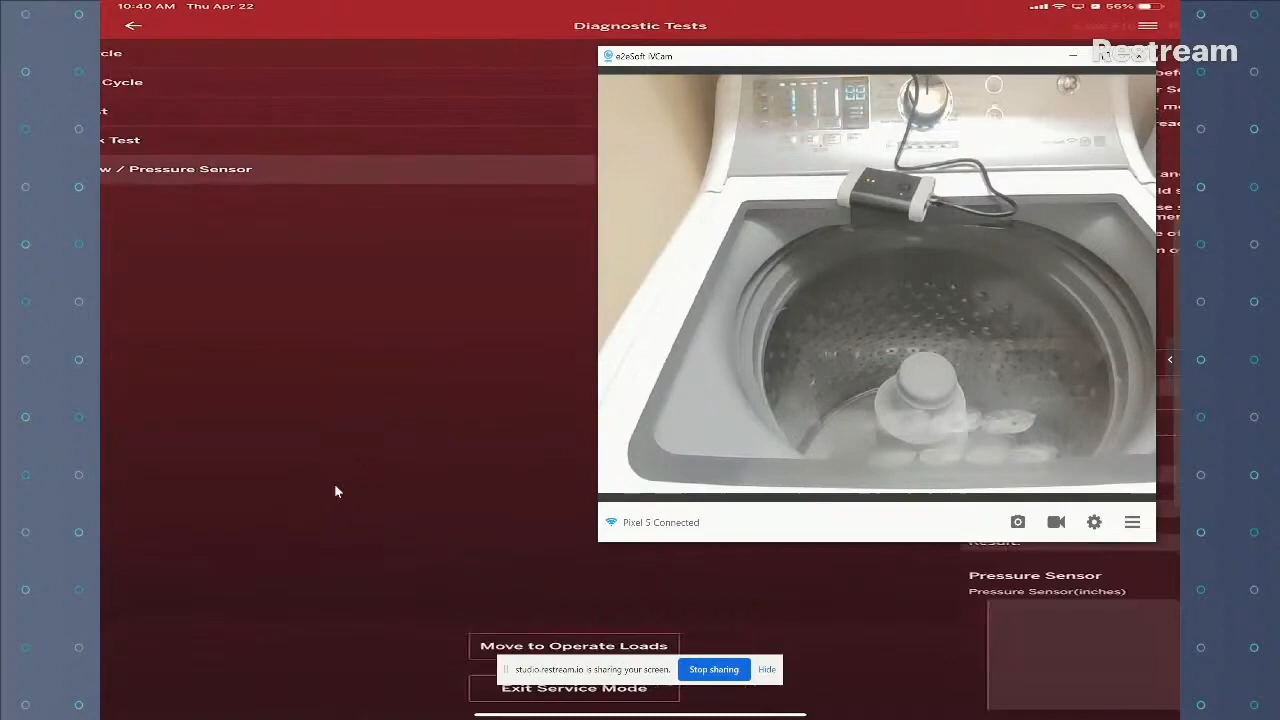 10:40 AM Thu Apr 22
56%
Diagnostic Tests
Restream
cle
Cycle
t
k Test
w / Pressure Sensor
e2eSoft iVCam
Pixel 5 Connected
Result:
Pressure Sensor
Pressure Sensor(inches)
Move to Operate Loads
studio.restream.io is sharing your screen.
Stop sharing
Hide
Exit Service Mode